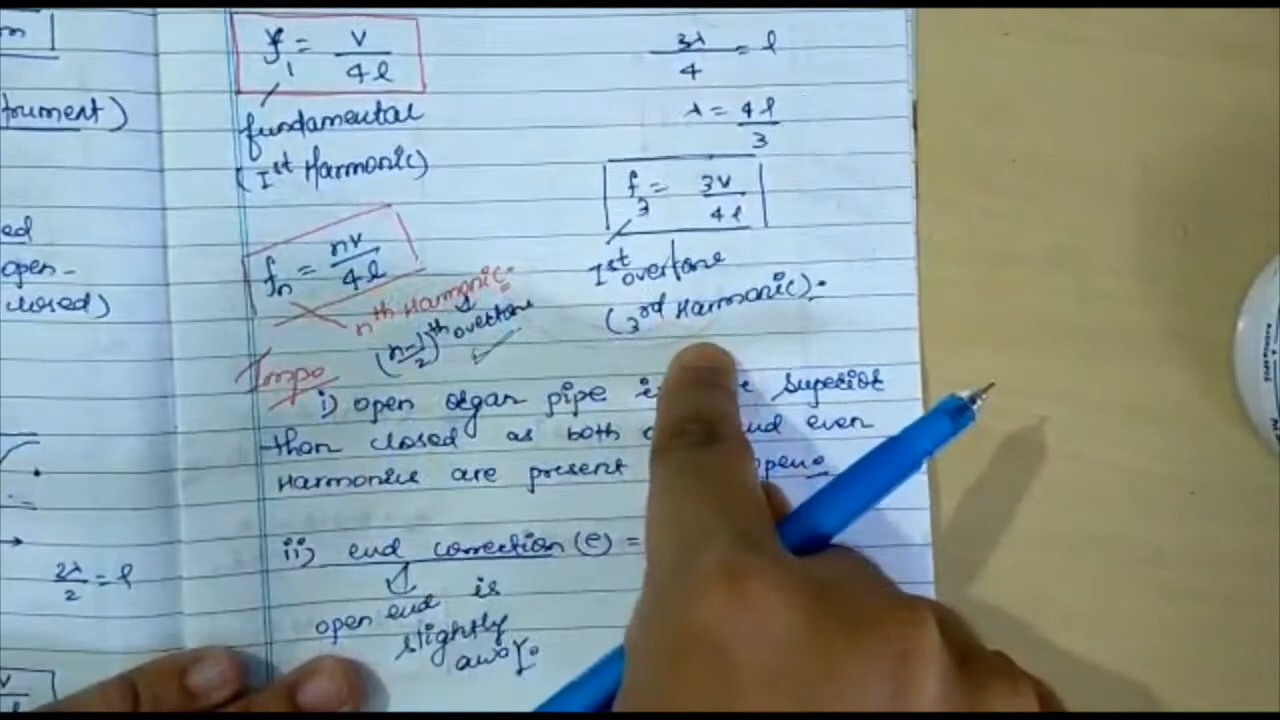 trument)
ed
open-
closed)
2λ/2 = l
f₁ = v/4l
fundamental
(Ist Harmonic)
fn = nv/4l
nth Harmonic
(n-1/2)th overtone
Impo
i) open organ pipe superior
than closed as both and even
Harmonics are present open.
ii) end correction (e) =
open end is
slightly
away.
3λ/4 = l
λ = 4l/3
f₃ = 3v/4l
Ist overtone
(3rd Harmonic).